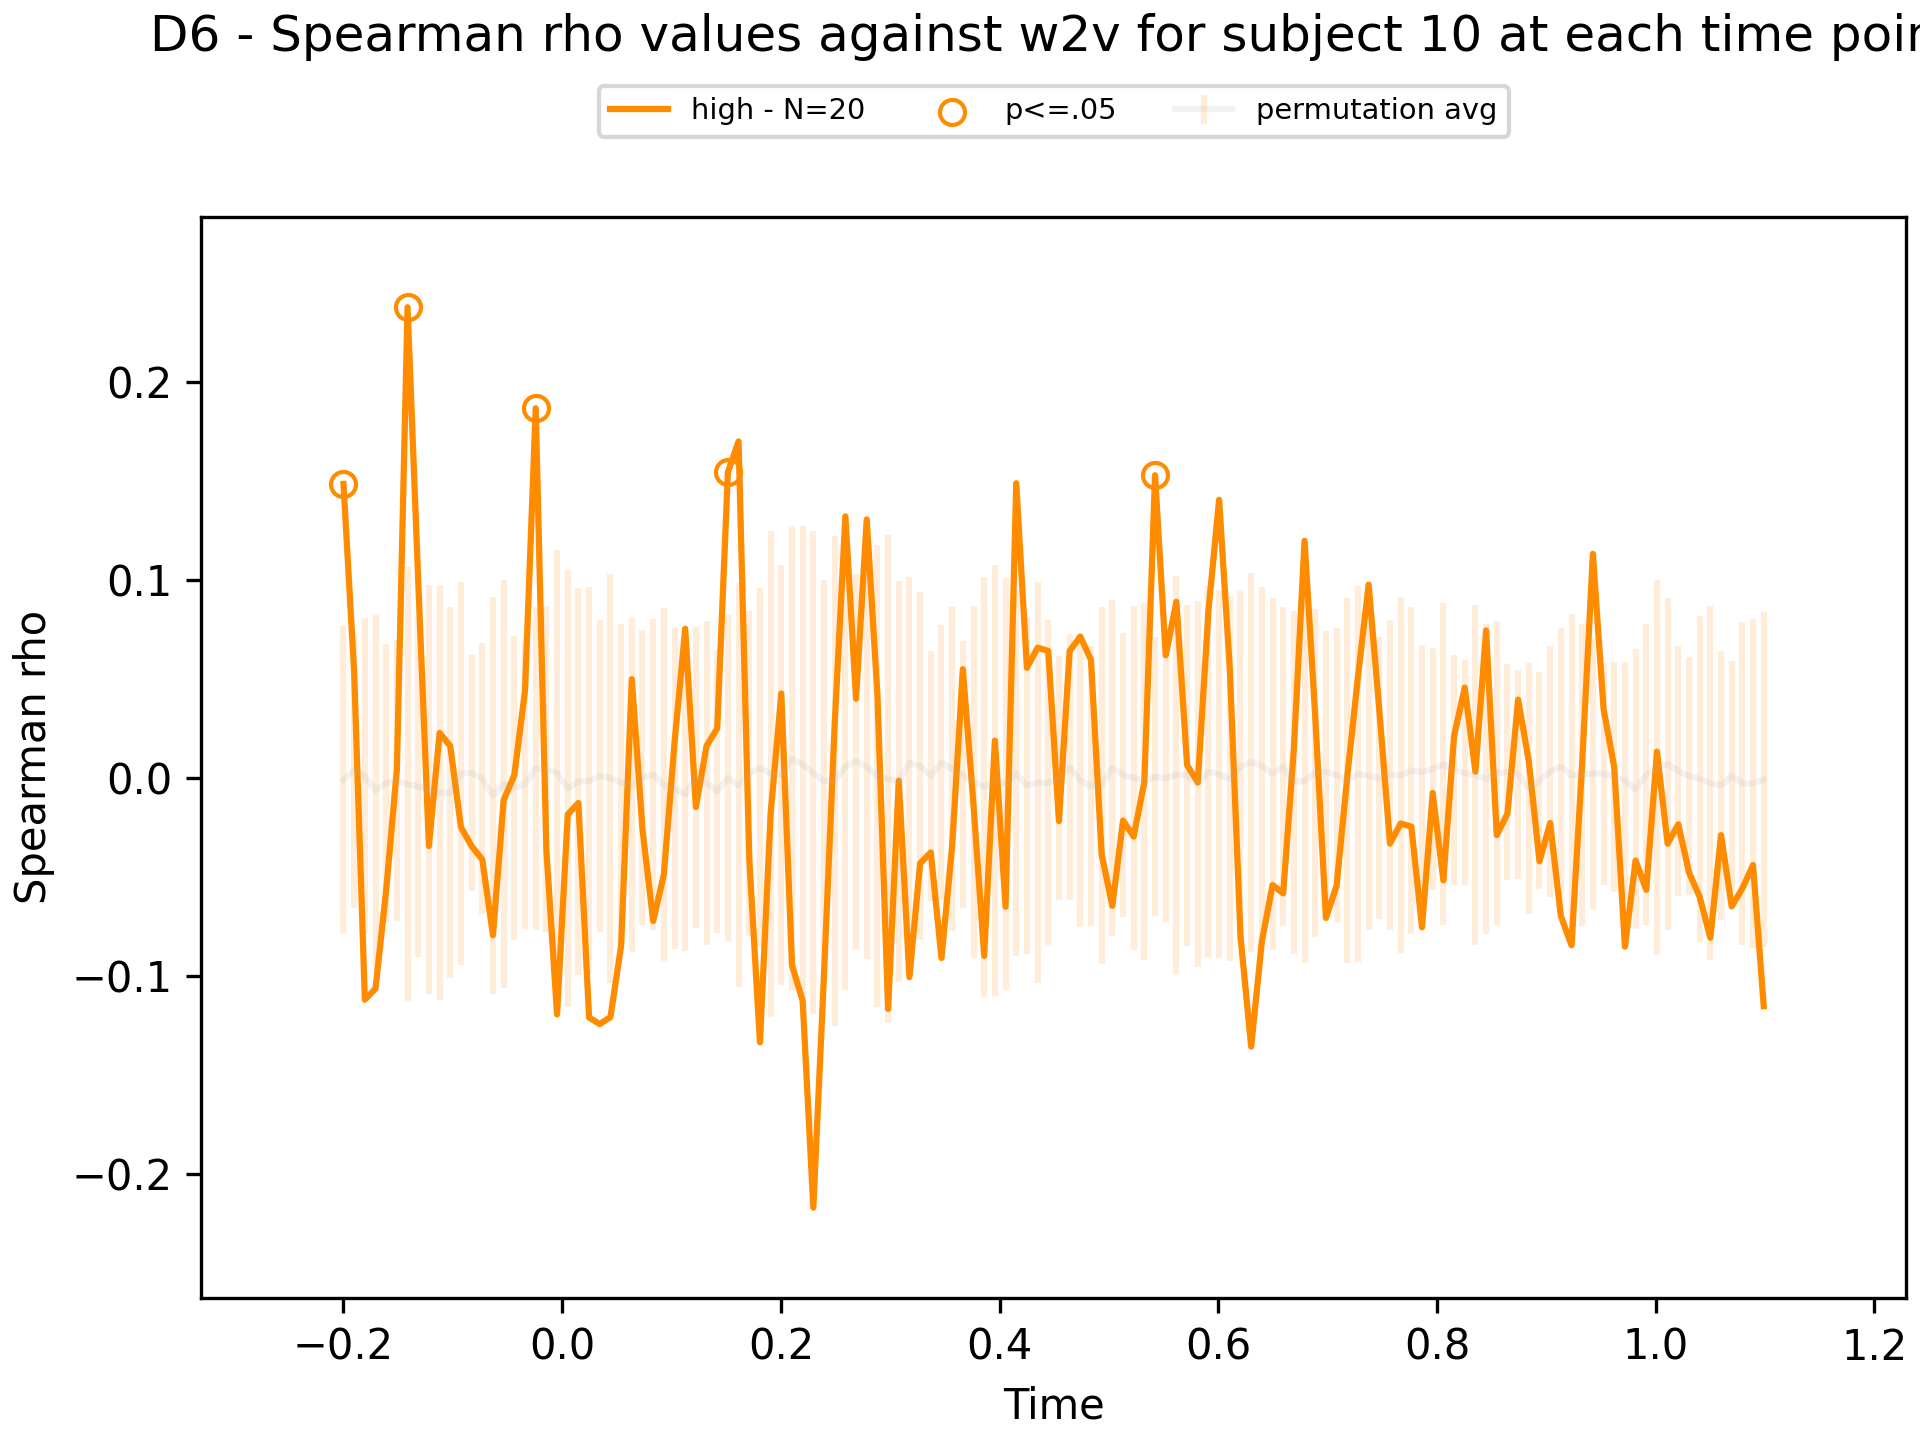 D6 - Spearman rho values against w2v for subject 10 at each time
high - N=20
p<=.05
permutation avg
Spearman rho
0.2
0.1
0.0
−0.1
−0.2
−0.2
0.0
0.2
0.4
0.6
0.8
1.0
1.2
Time